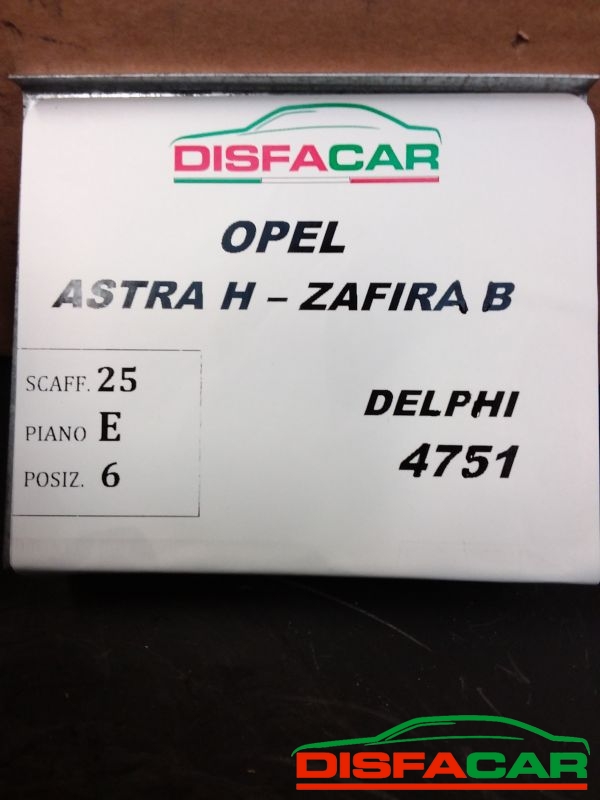 DISFACAR
OPEL
ASTRA H – ZAFIRA B
SCAFF. 25
PIANO E
POSIZ. 6
DELPHI
4751
DISFACAR